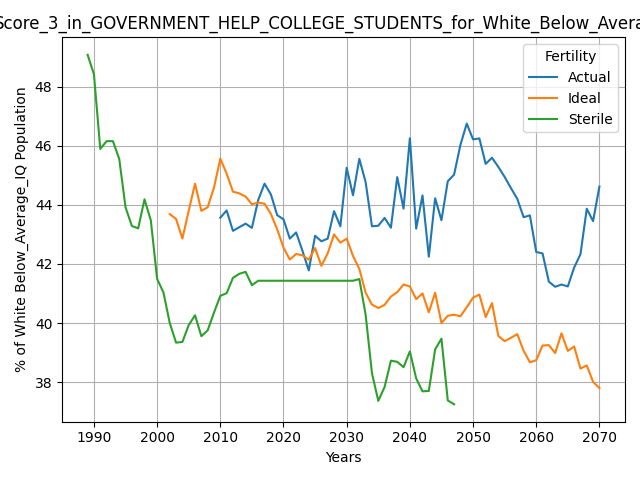 Score_3_in_GOVERNMENT_HELP_COLLEGE_STUDENTS_for_White_Below_Avera
Fertility
Actual
Ideal
Sterile
% of White Below_Average_IQ Population
48
46
44
42
40
38
1990 2000 2010 2020 2030 2040 2050 2060 2070
Years